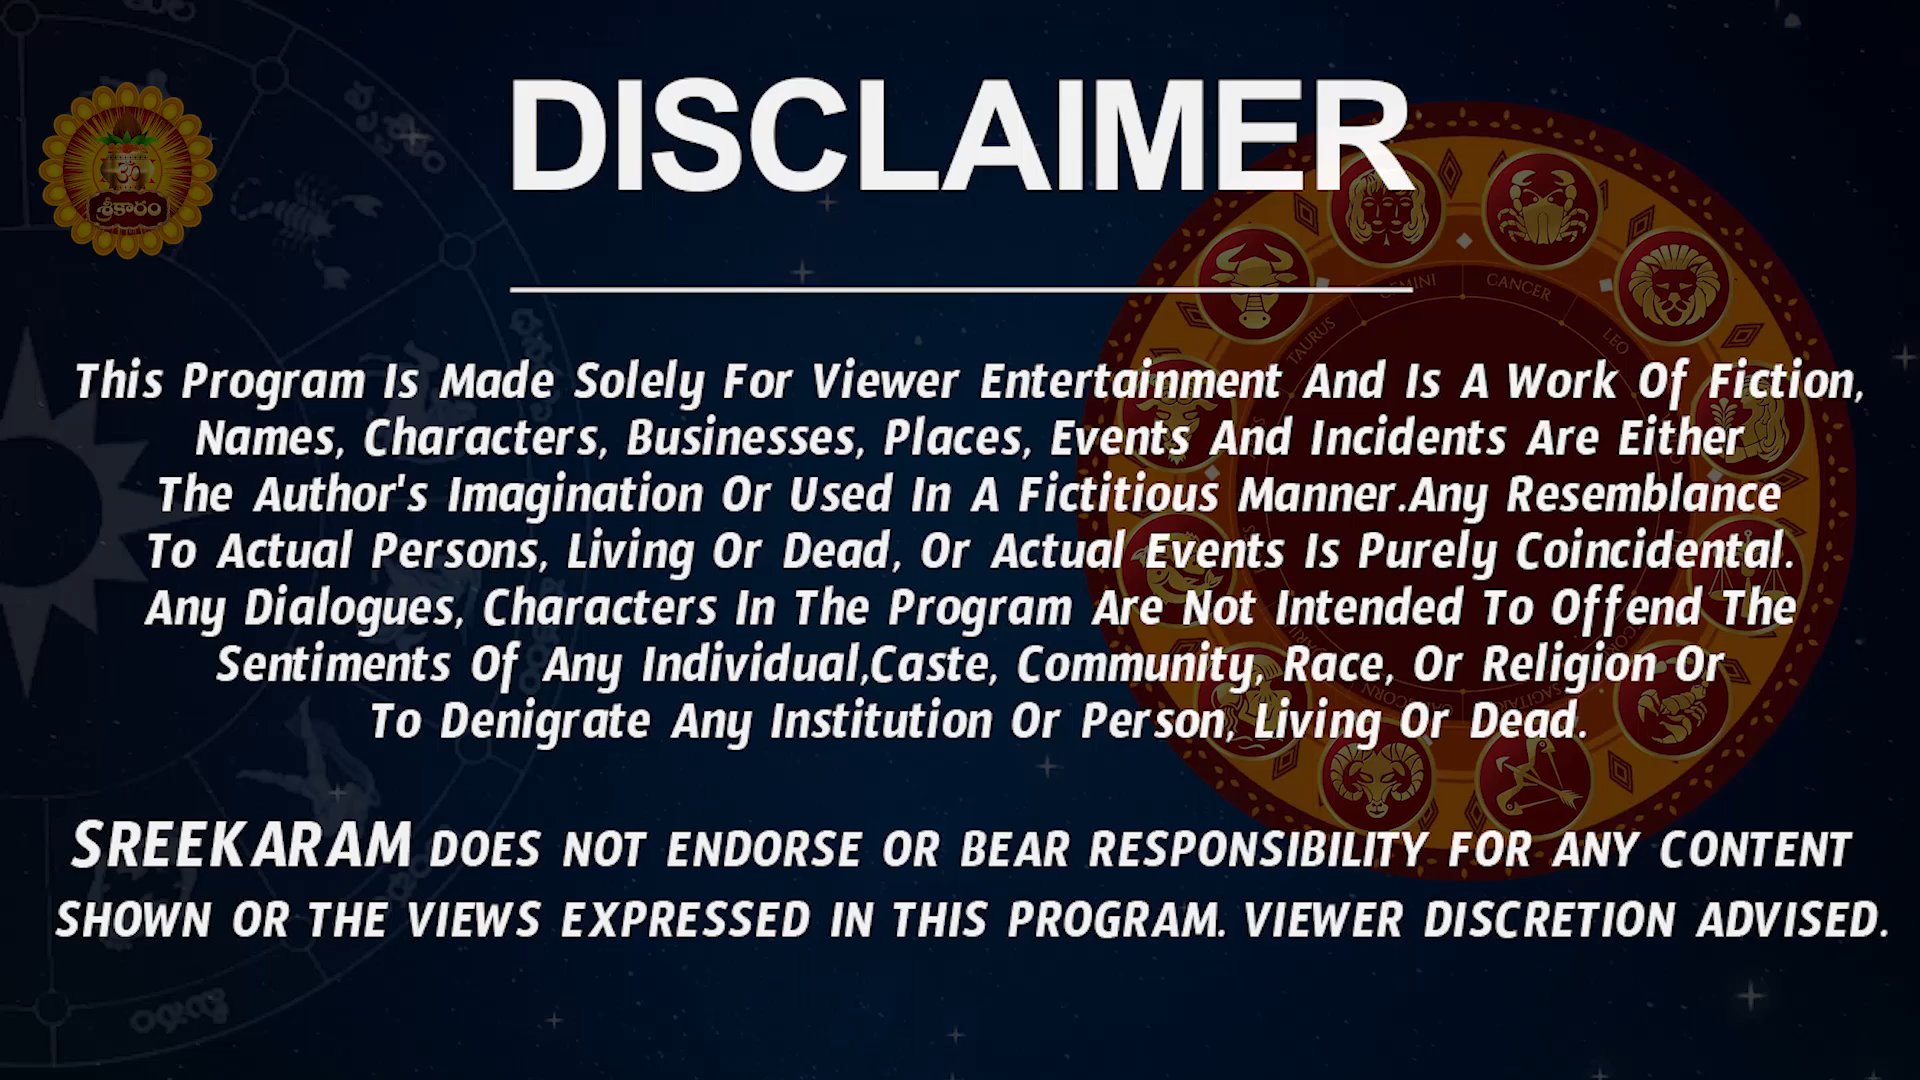 DISCLAIMER
ఓం
శ్రీకారం
GEMINI
CANCER
TAURUS
LEO
This Program Is Made Solely For Viewer Entertainment And Is A Work Of Fiction,
Names, Characters, Businesses, Places, Events And Incidents Are Either
The Author's Imagination Or Used In A Fictitious Manner.Any Resemblance
To Actual Persons, Living Or Dead, Or Actual Events Is Purely Coincidental.
Any Dialogues, Characters In The Program Are Not Intended To Offend The
Sentiments Of Any Individual,Caste, Community, Race, Or Religion Or
To Denigrate Any Institution Or Person, Living Or Dead.
SREEKARAM DOES NOT ENDORSE OR BEAR RESPONSIBILITY FOR ANY CONTENT
SHOWN OR THE VIEWS EXPRESSED IN THIS PROGRAM. VIEWER DISCRETION ADVISED.